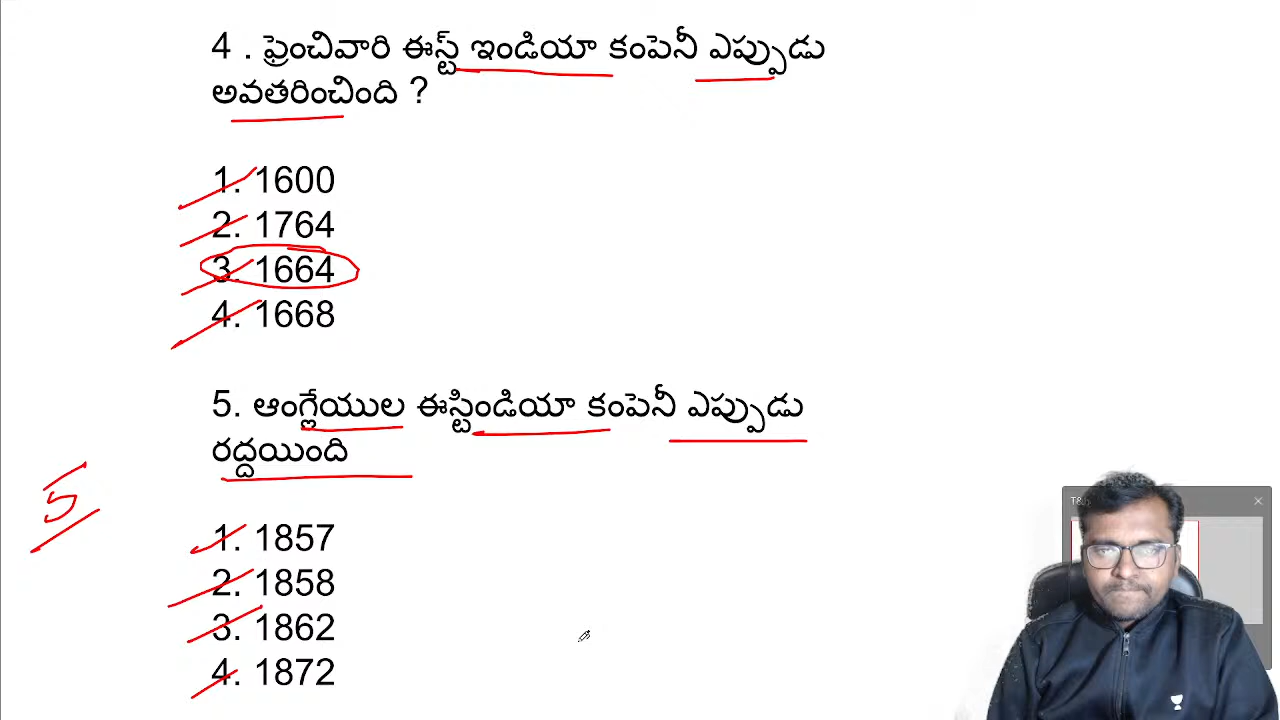 4 . ఫ్రెంచివారి ఈస్ట్ ఇండియా కంపెనీ ఎప్పుడు
అవతరించింది ?
1. 1600
2. 1764
3. 1664
4. 1668
5. ఆంగ్లేయుల ఈస్టిండియా కంపెనీ ఎప్పుడు
రద్దయింది
5
1. 1857
2. 1858
3. 1862
4. 1872